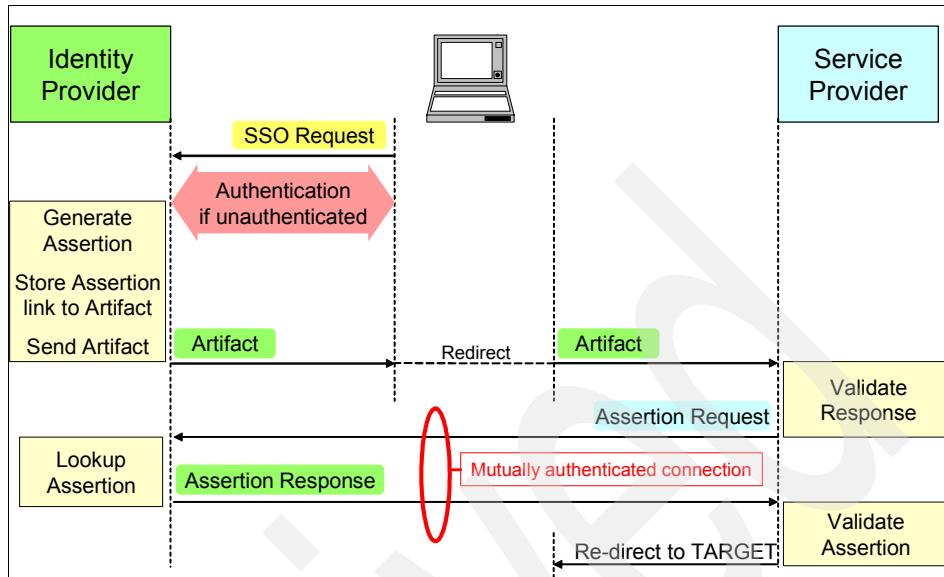 Identity
Provider
Service
Provider
SSO Request
Authentication
if unauthenticated
Generate
Assertion
Store Assertion
link to Artifact
Send Artifact
Artifact
Redirect
Artifact
Validate
Response
Assertion Request
Lookup
Assertion
Mutually authenticated connection
Assertion Response
Validate
Assertion
Re-direct to TARGET